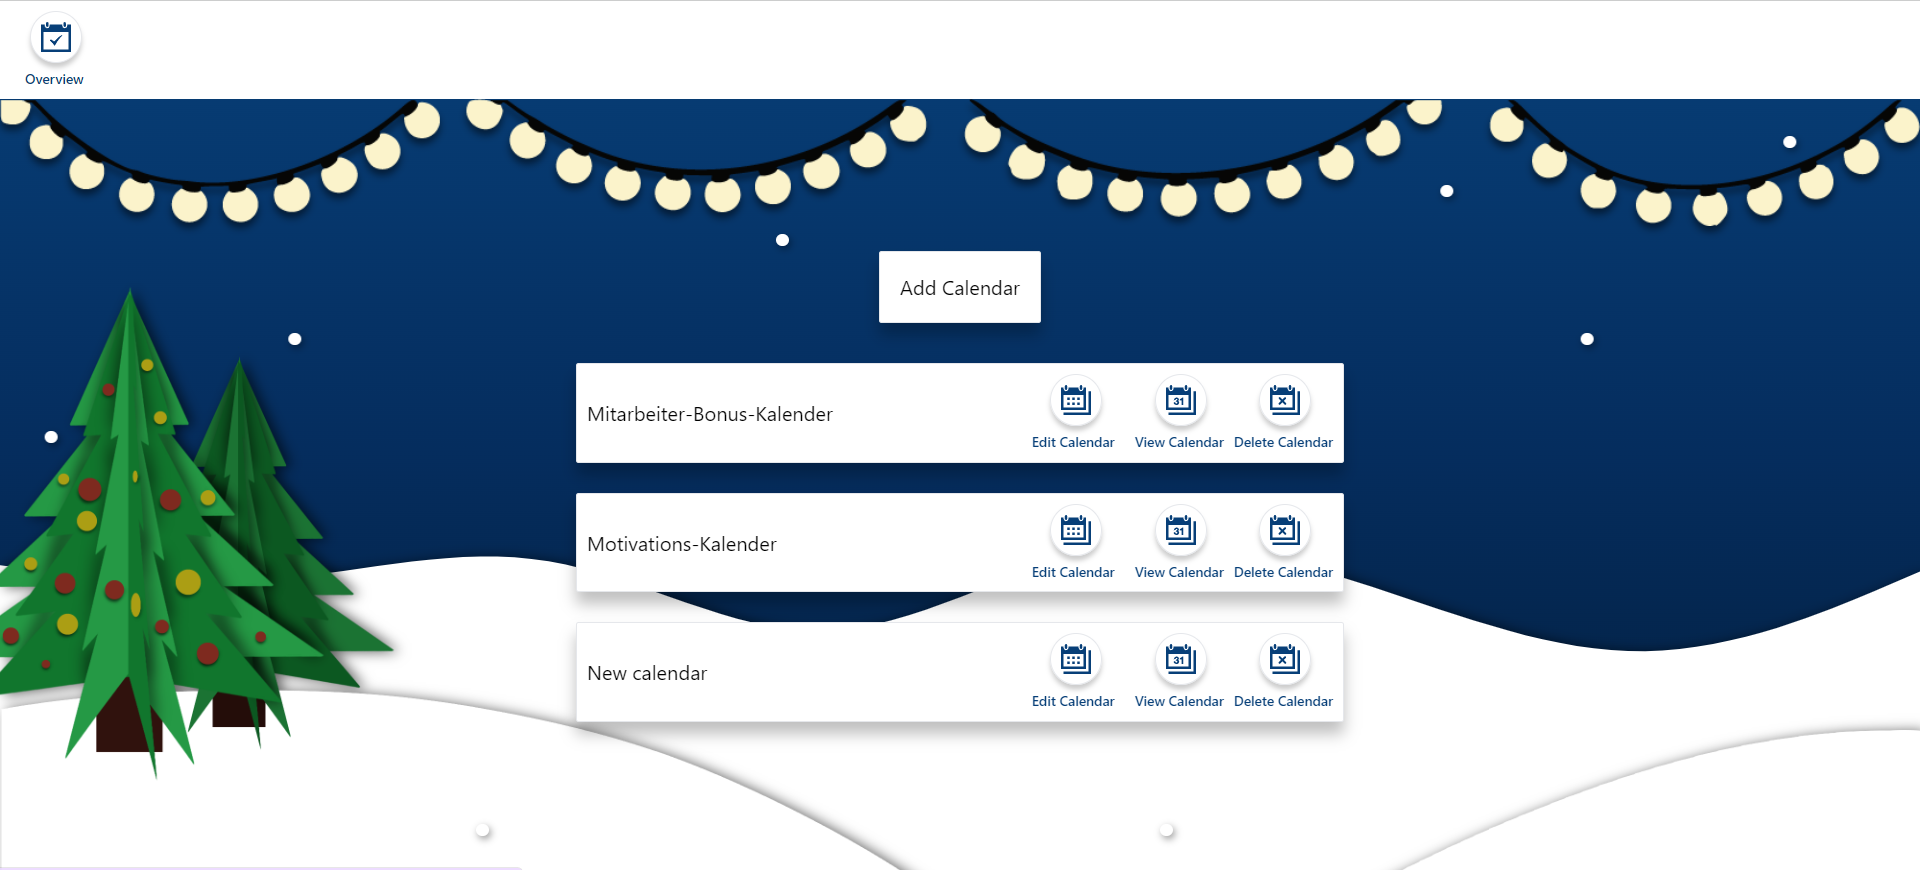 Overview
Add Calendar
Mitarbeiter-Bonus-Kalender
31
Edit Calendar View Calendar Delete Calendar
Motivations-Kalender
31
Edit Calendar View Calendar Delete Calendar
New calendar
31
Edit Calendar View Calendar Delete Calendar